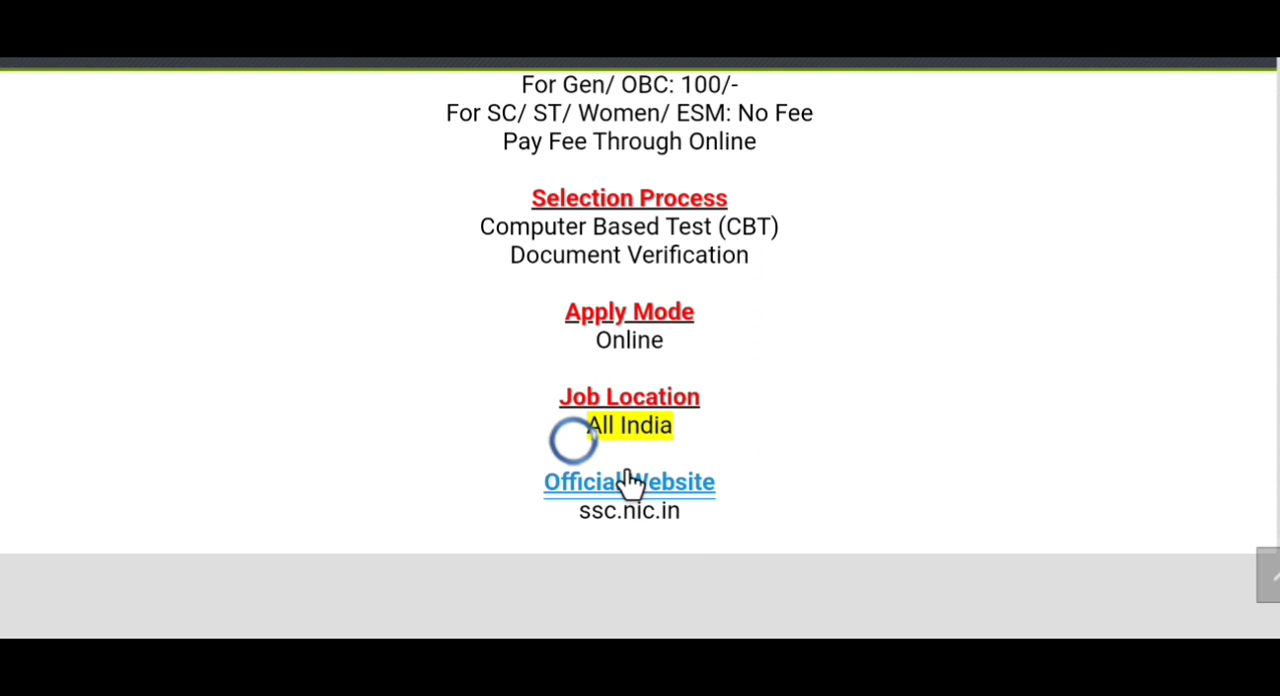 For Gen/ OBC: 100/-
For SC/ ST/ Women/ ESM: No Fee
Pay Fee Through Online
Selection Process
Computer Based Test (CBT)
Document Verification
Apply Mode
Online
Job Location
All India
Official Website
ssc.nic.in